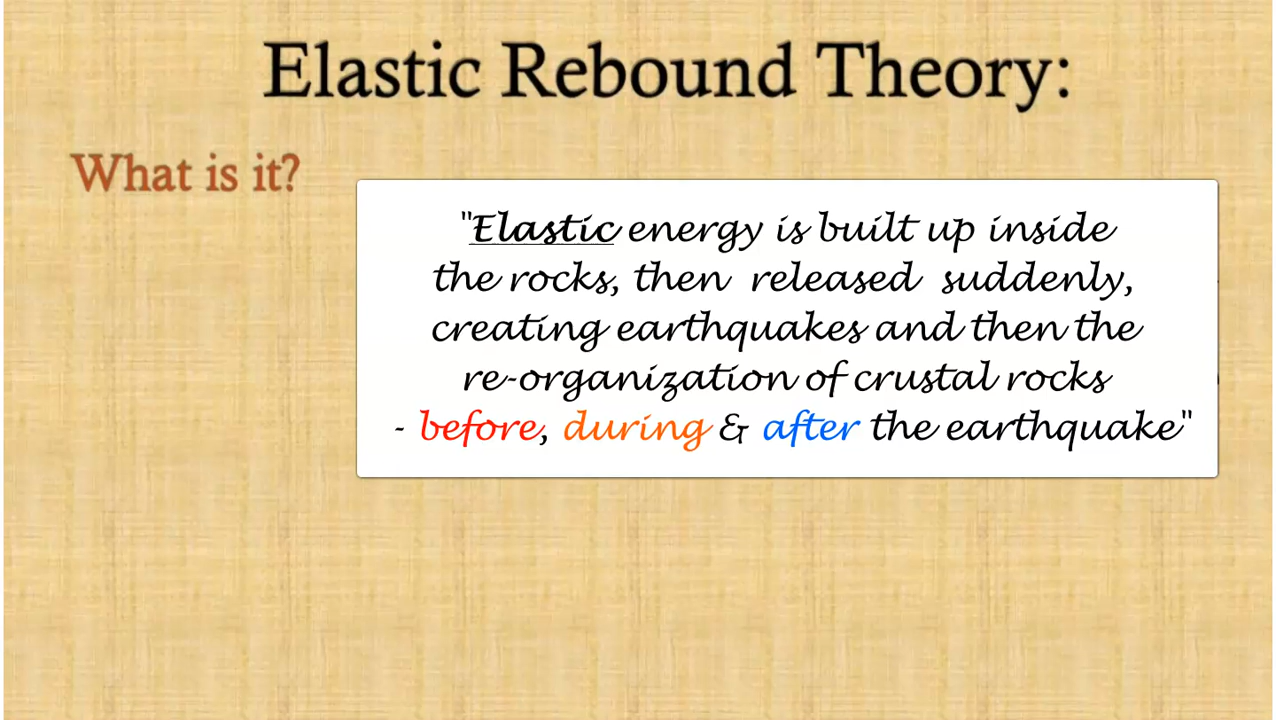 Elastic Rebound Theory:
What is it?
"Elastic energy is built up inside
the rocks, then released suddenly,
creating earthquakes and then the
re-organization of crustal rocks
- before, during & after the earthquake"